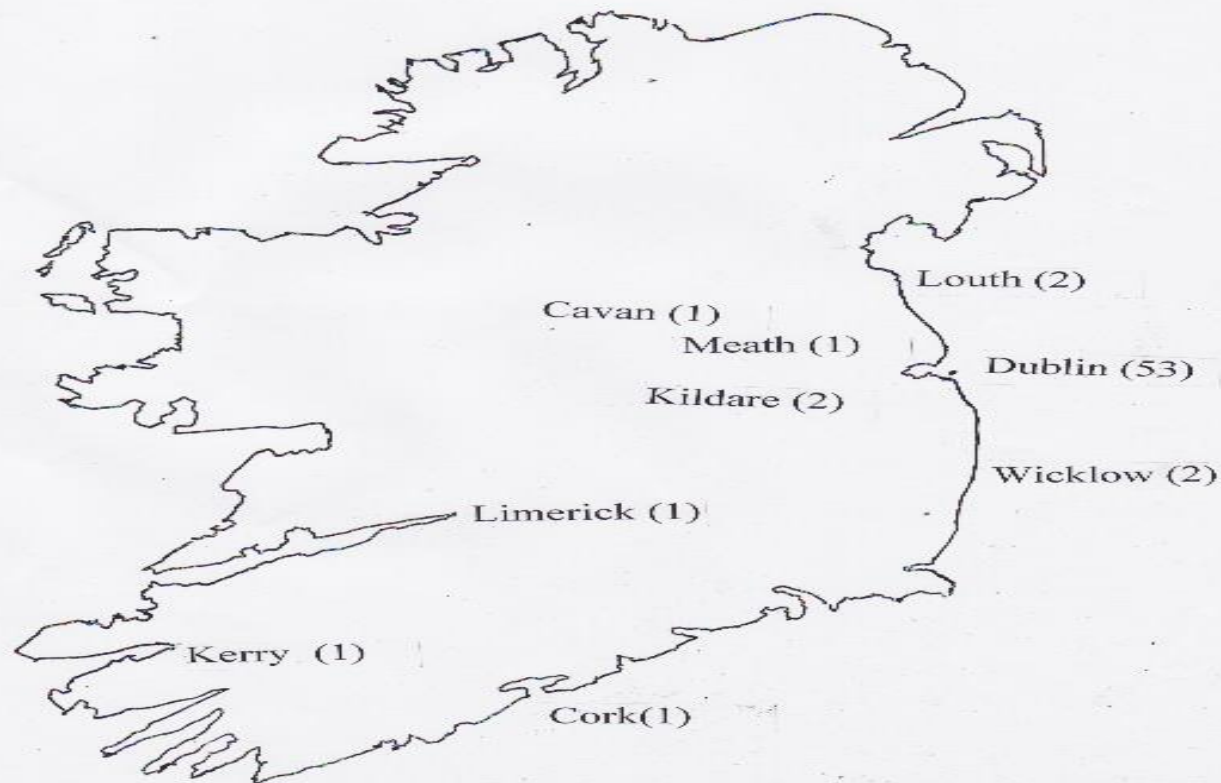 Louth (2)
Cavan (1)
Meath (1)
Dublin (53)
Kildare (2)
Wicklow (2)
Limerick (1)
Kerry (1)
Cork(1)